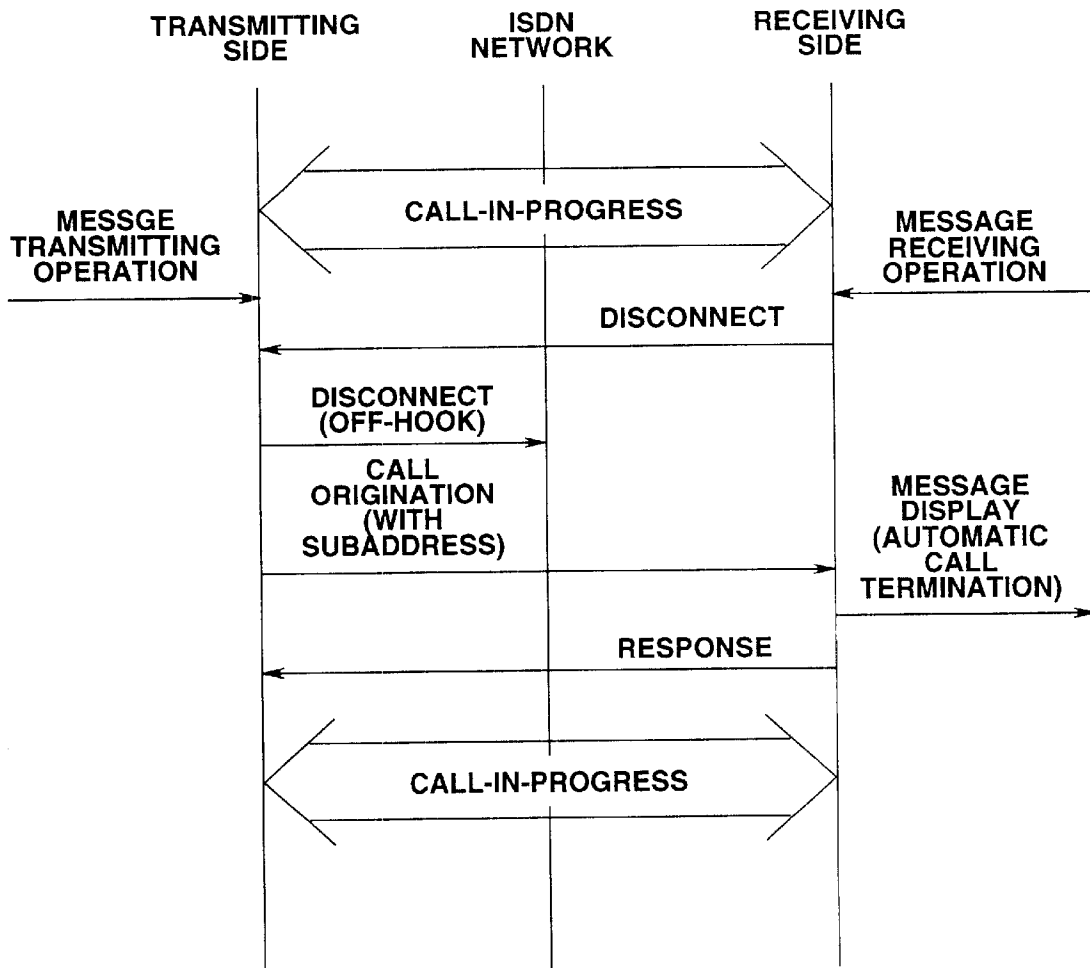 TRANSMITTING
SIDE
ISDN
NETWORK
RECEIVING
SIDE
CALL-IN-PROGRESS
MESSGE
TRANSMITTING
OPERATION
MESSAGE
RECEIVING
OPERATION
DISCONNECT
DISCONNECT
(OFF-HOOK)
CALL
ORIGINATION
(WITH
SUBADDRESS)
MESSAGE
DISPLAY
(AUTOMATIC
CALL
TERMINATION)
RESPONSE
CALL-IN-PROGRESS